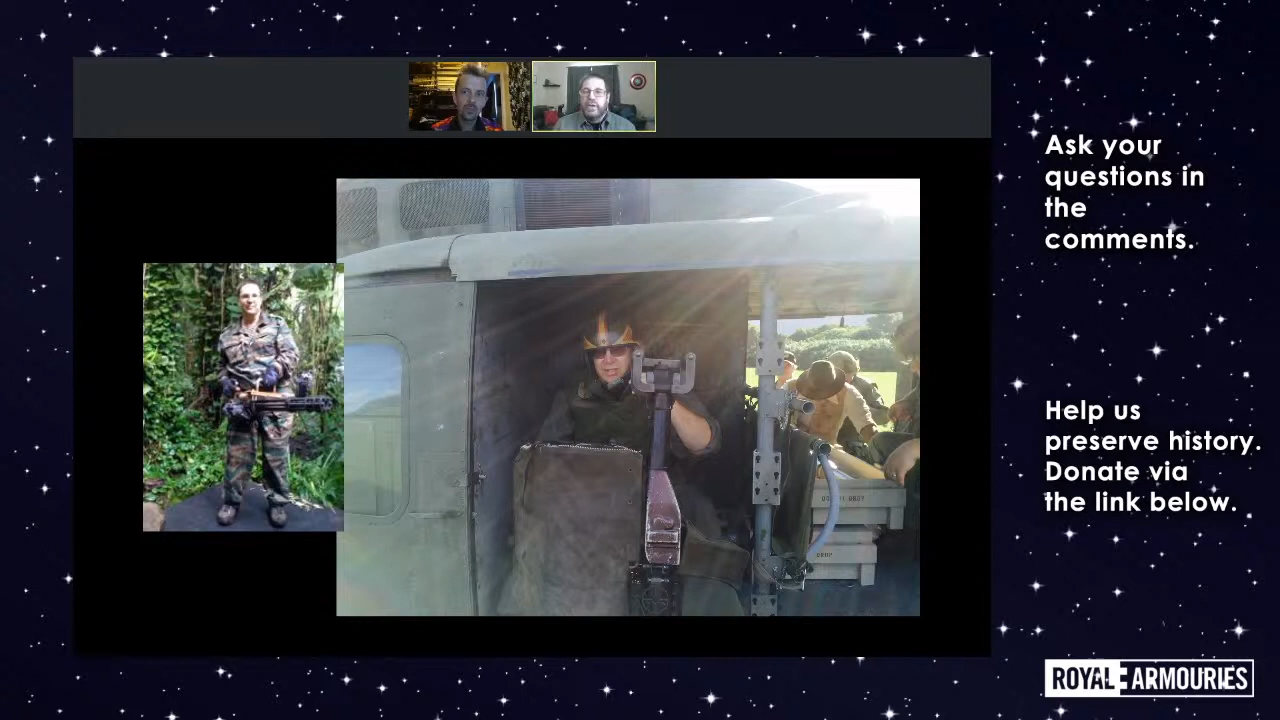 Ask your
questions in
the
comments.
Help us
preserve history.
Donate via
the link below.
ROYAL ARMOURIES